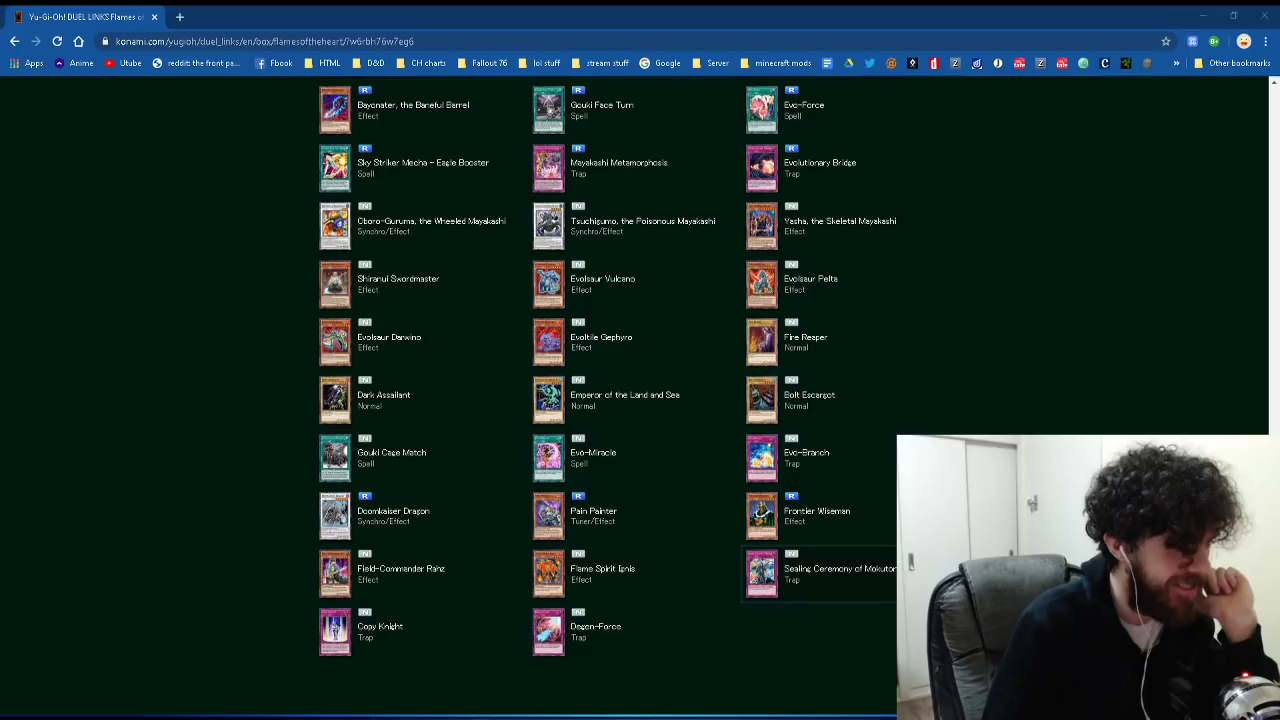 Yu-Gi-Oh! DUEL LINKS Flames of
konami.com/yugioh/duel_links/en/box/flamesoftheheart/?w6rbh76w7eg6
Apps Anime Utube reddit: the front pa... Fbook HTML D&D CH charts Fallout 76 lol stuff stream stuff Google Server minecraft mods Other bookmarks
R R R
Bayonater, the Baneful Barrel Gouki Face Turn Evo-Force
Effect Spell Spell
R R R
Sky Striker Mecha - Eagle Booster Mayakashi Metamorphosis Evolutionary Bridge
Spell Trap Trap
N N N
Oboro-Guruma, the Wheeled Mayakashi Tsuchigumo, the Poisonous Mayakashi Yasha, the Skeletal Mayakashi
Synchro/Effect Synchro/Effect Effect
N N N
Shiranui Swordmaster Evolsaur Vulcano Evolsaur Pelta
Effect Effect Effect
N N N
Evolsaur Darwino Evoltile Gephyro Fire Reaper
Effect Effect Normal
N N N
Dark Assailant Emperor of the Land and Sea Bolt Escargot
Normal Normal Normal
N N N
Gouki Cage Match Evo-Miracle Evo-Branch
Spell Spell Trap
R R R
Doomkaiser Dragon Pain Painter Frontier Wiseman
Synchro/Effect Tuner/Effect Effect
N N N
Field-Commander Rahz Flame Spirit Ignis Sealing Ceremony of Mokuton
Effect Effect Trap
N N
Copy Knight Degen-Force
Trap Trap